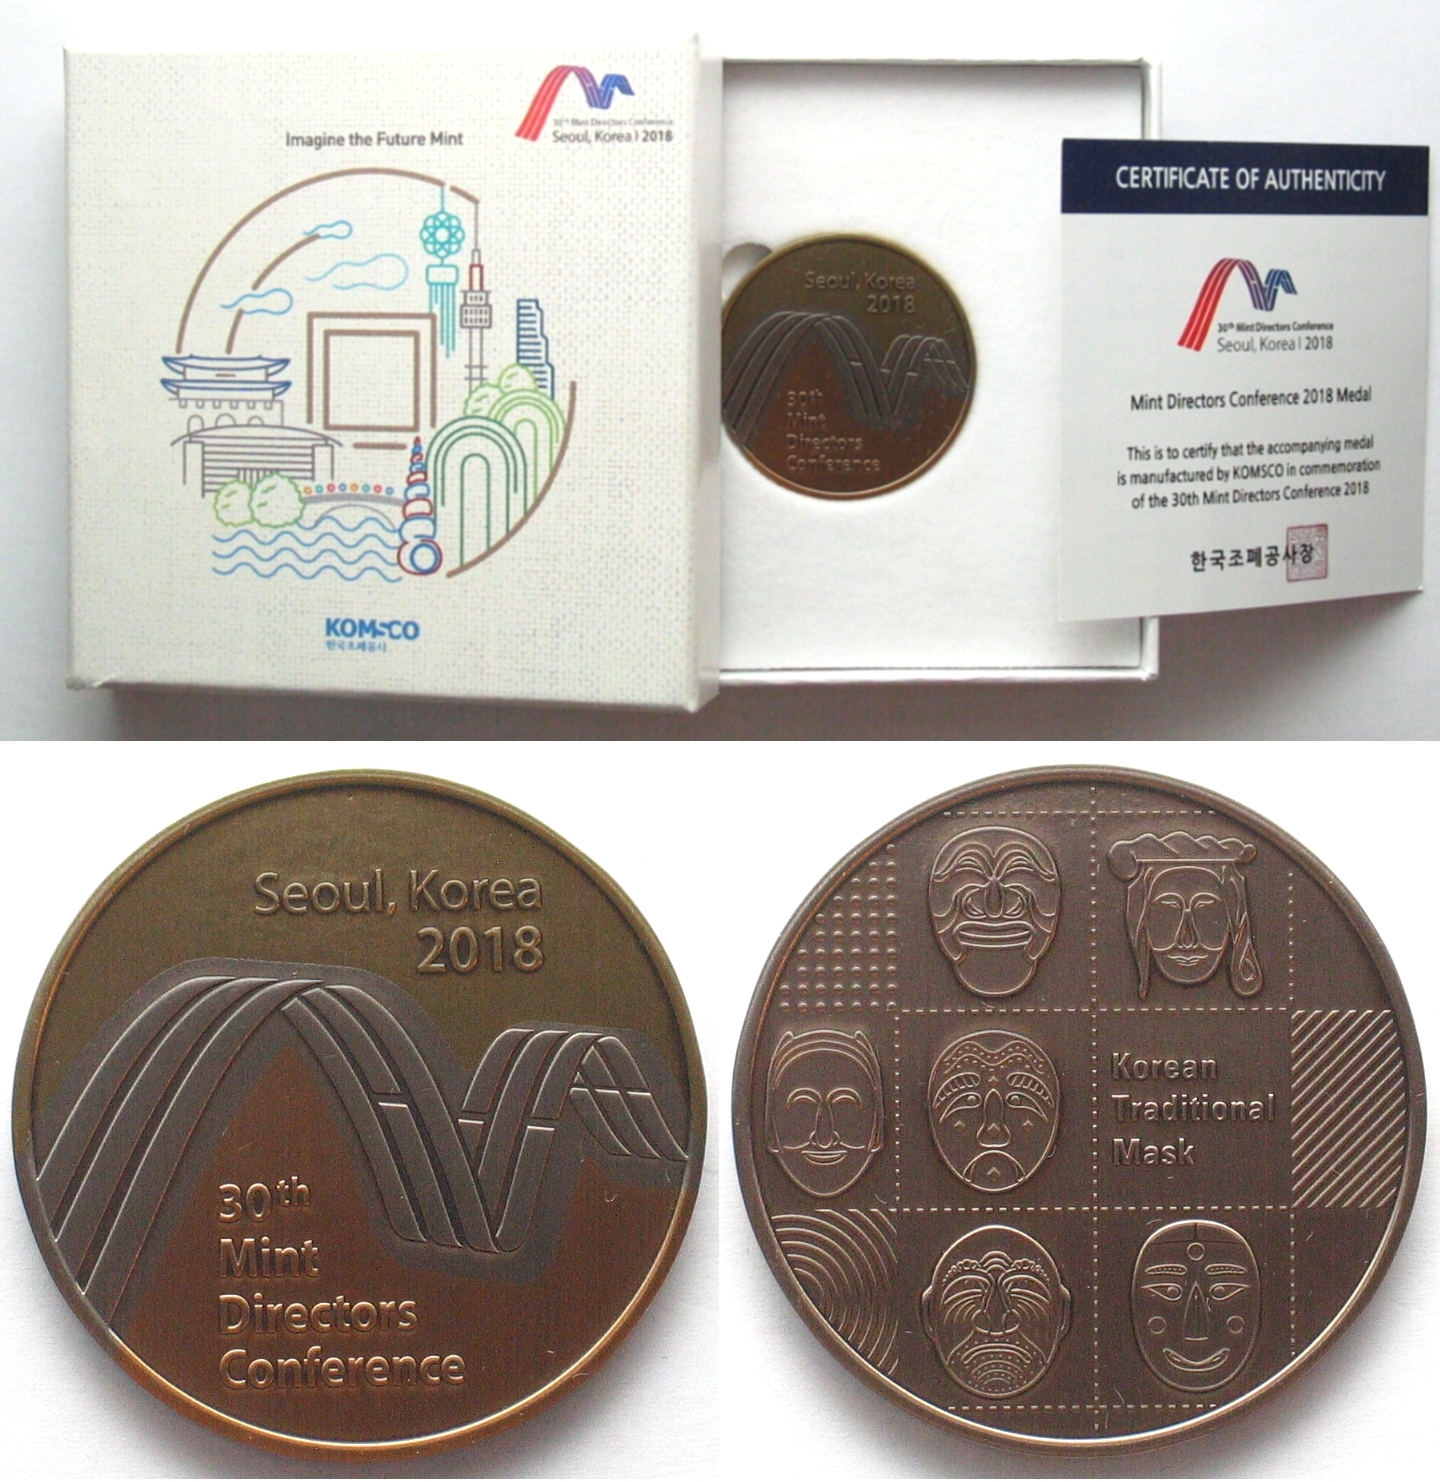 Imagine the Future Mint
30th Mint Directors Conference
Seoul, Korea | 2018
KOMSCO
한국조폐공사
Seoul, Korea
2018
30th
Mint
Directors
Conference
CERTIFICATE OF AUTHENTICITY
30th Mint Directors Conference
Seoul, Korea | 2018
Mint Directors Conference 2018 Medal
This is to certify that the accompanying medal
is manufactured by KOMSCO in commemoration
of the 30th Mint Directors Conference 2018
한국조폐공사장
Seoul, Korea
2018
30th
Mint
Directors
Conference
Korean
Traditional
Mask